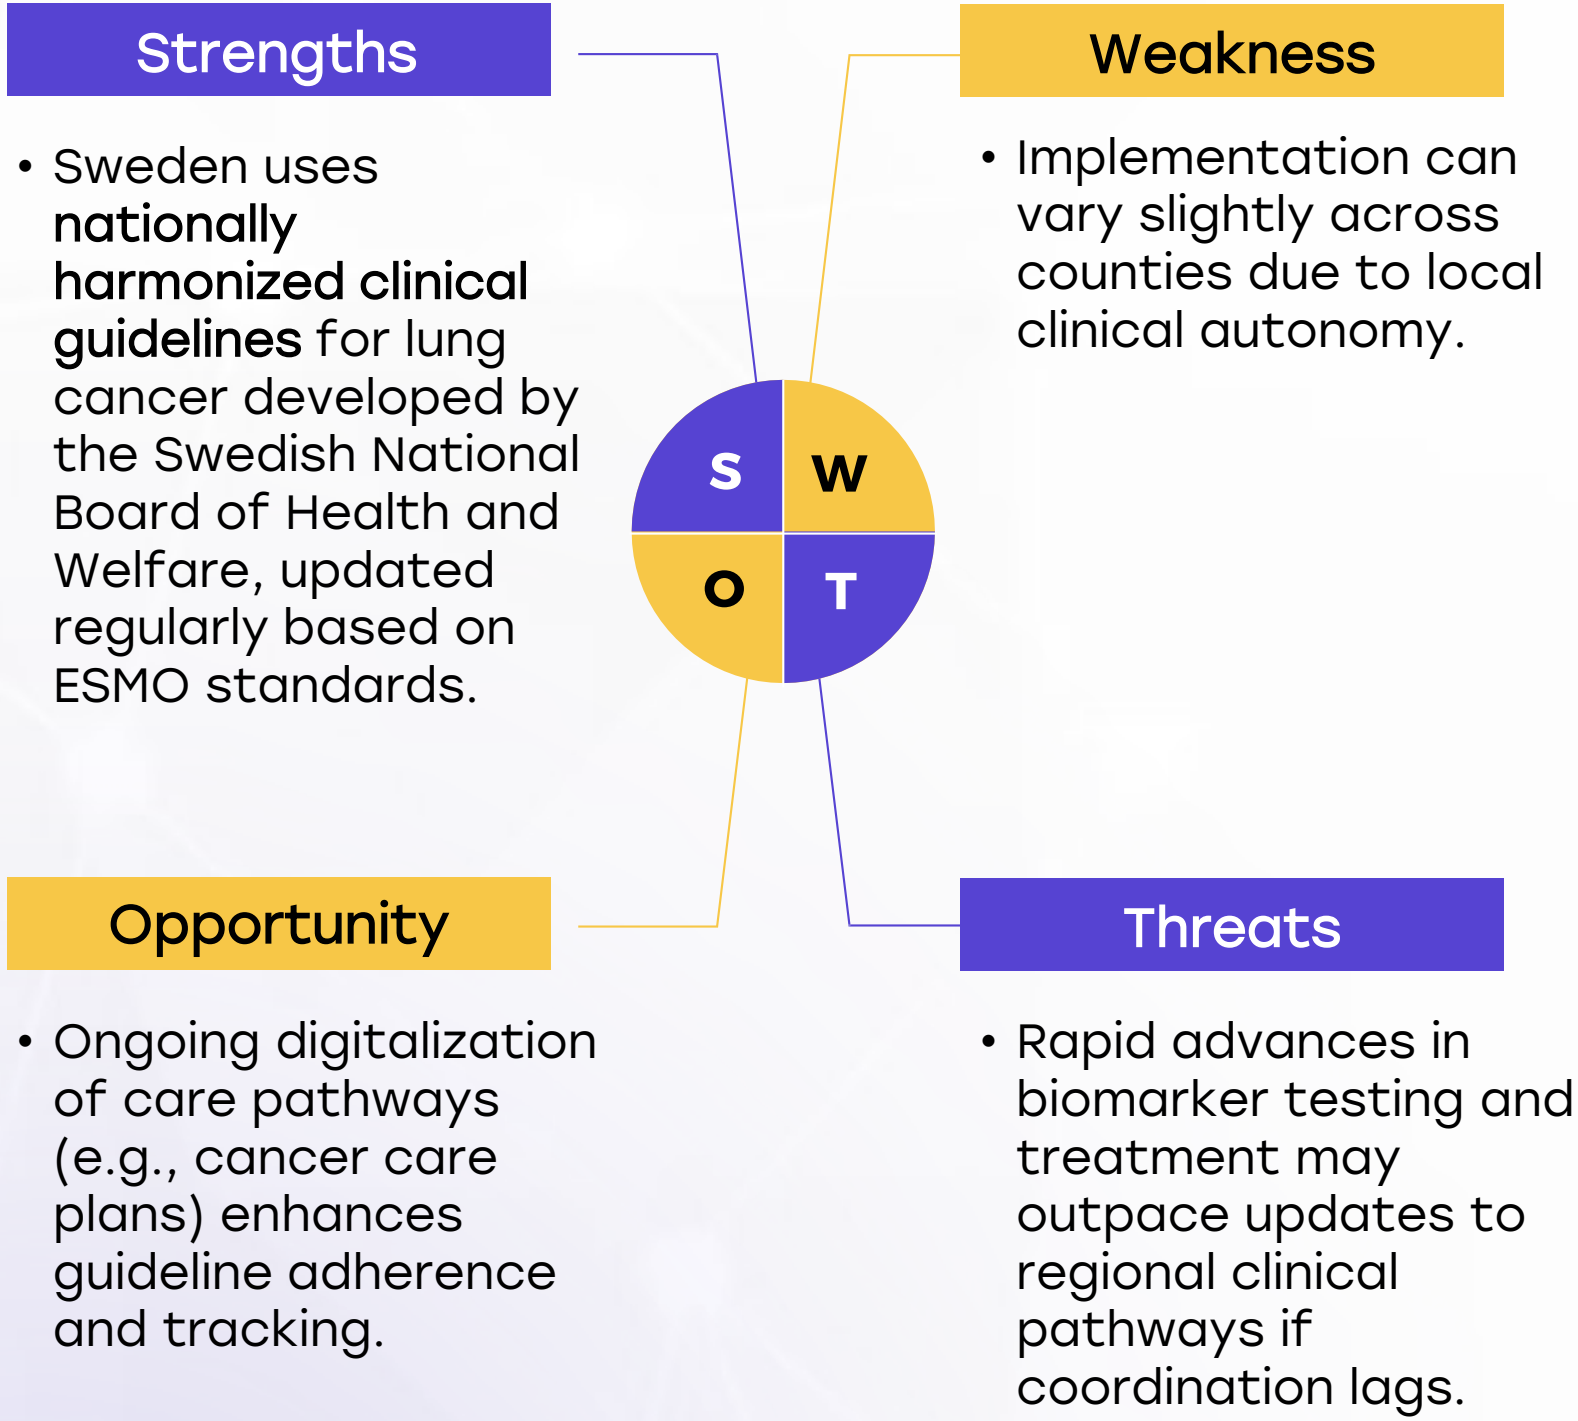 Strengths
• Sweden uses
nationally
harmonized clinical
guidelines for lung
cancer developed by
the Swedish National
Board of Health and
Welfare, updated
regularly based on
ESMO standards.
Weakness
• Implementation can
vary slightly across
counties due to local
clinical autonomy.
S
W
O
T
Opportunity
• Ongoing digitalization
of care pathways
(e.g., cancer care
plans) enhances
guideline adherence
and tracking.
Threats
• Rapid advances in
biomarker testing and
treatment may
outpace updates to
regional clinical
pathways if
coordination lags.